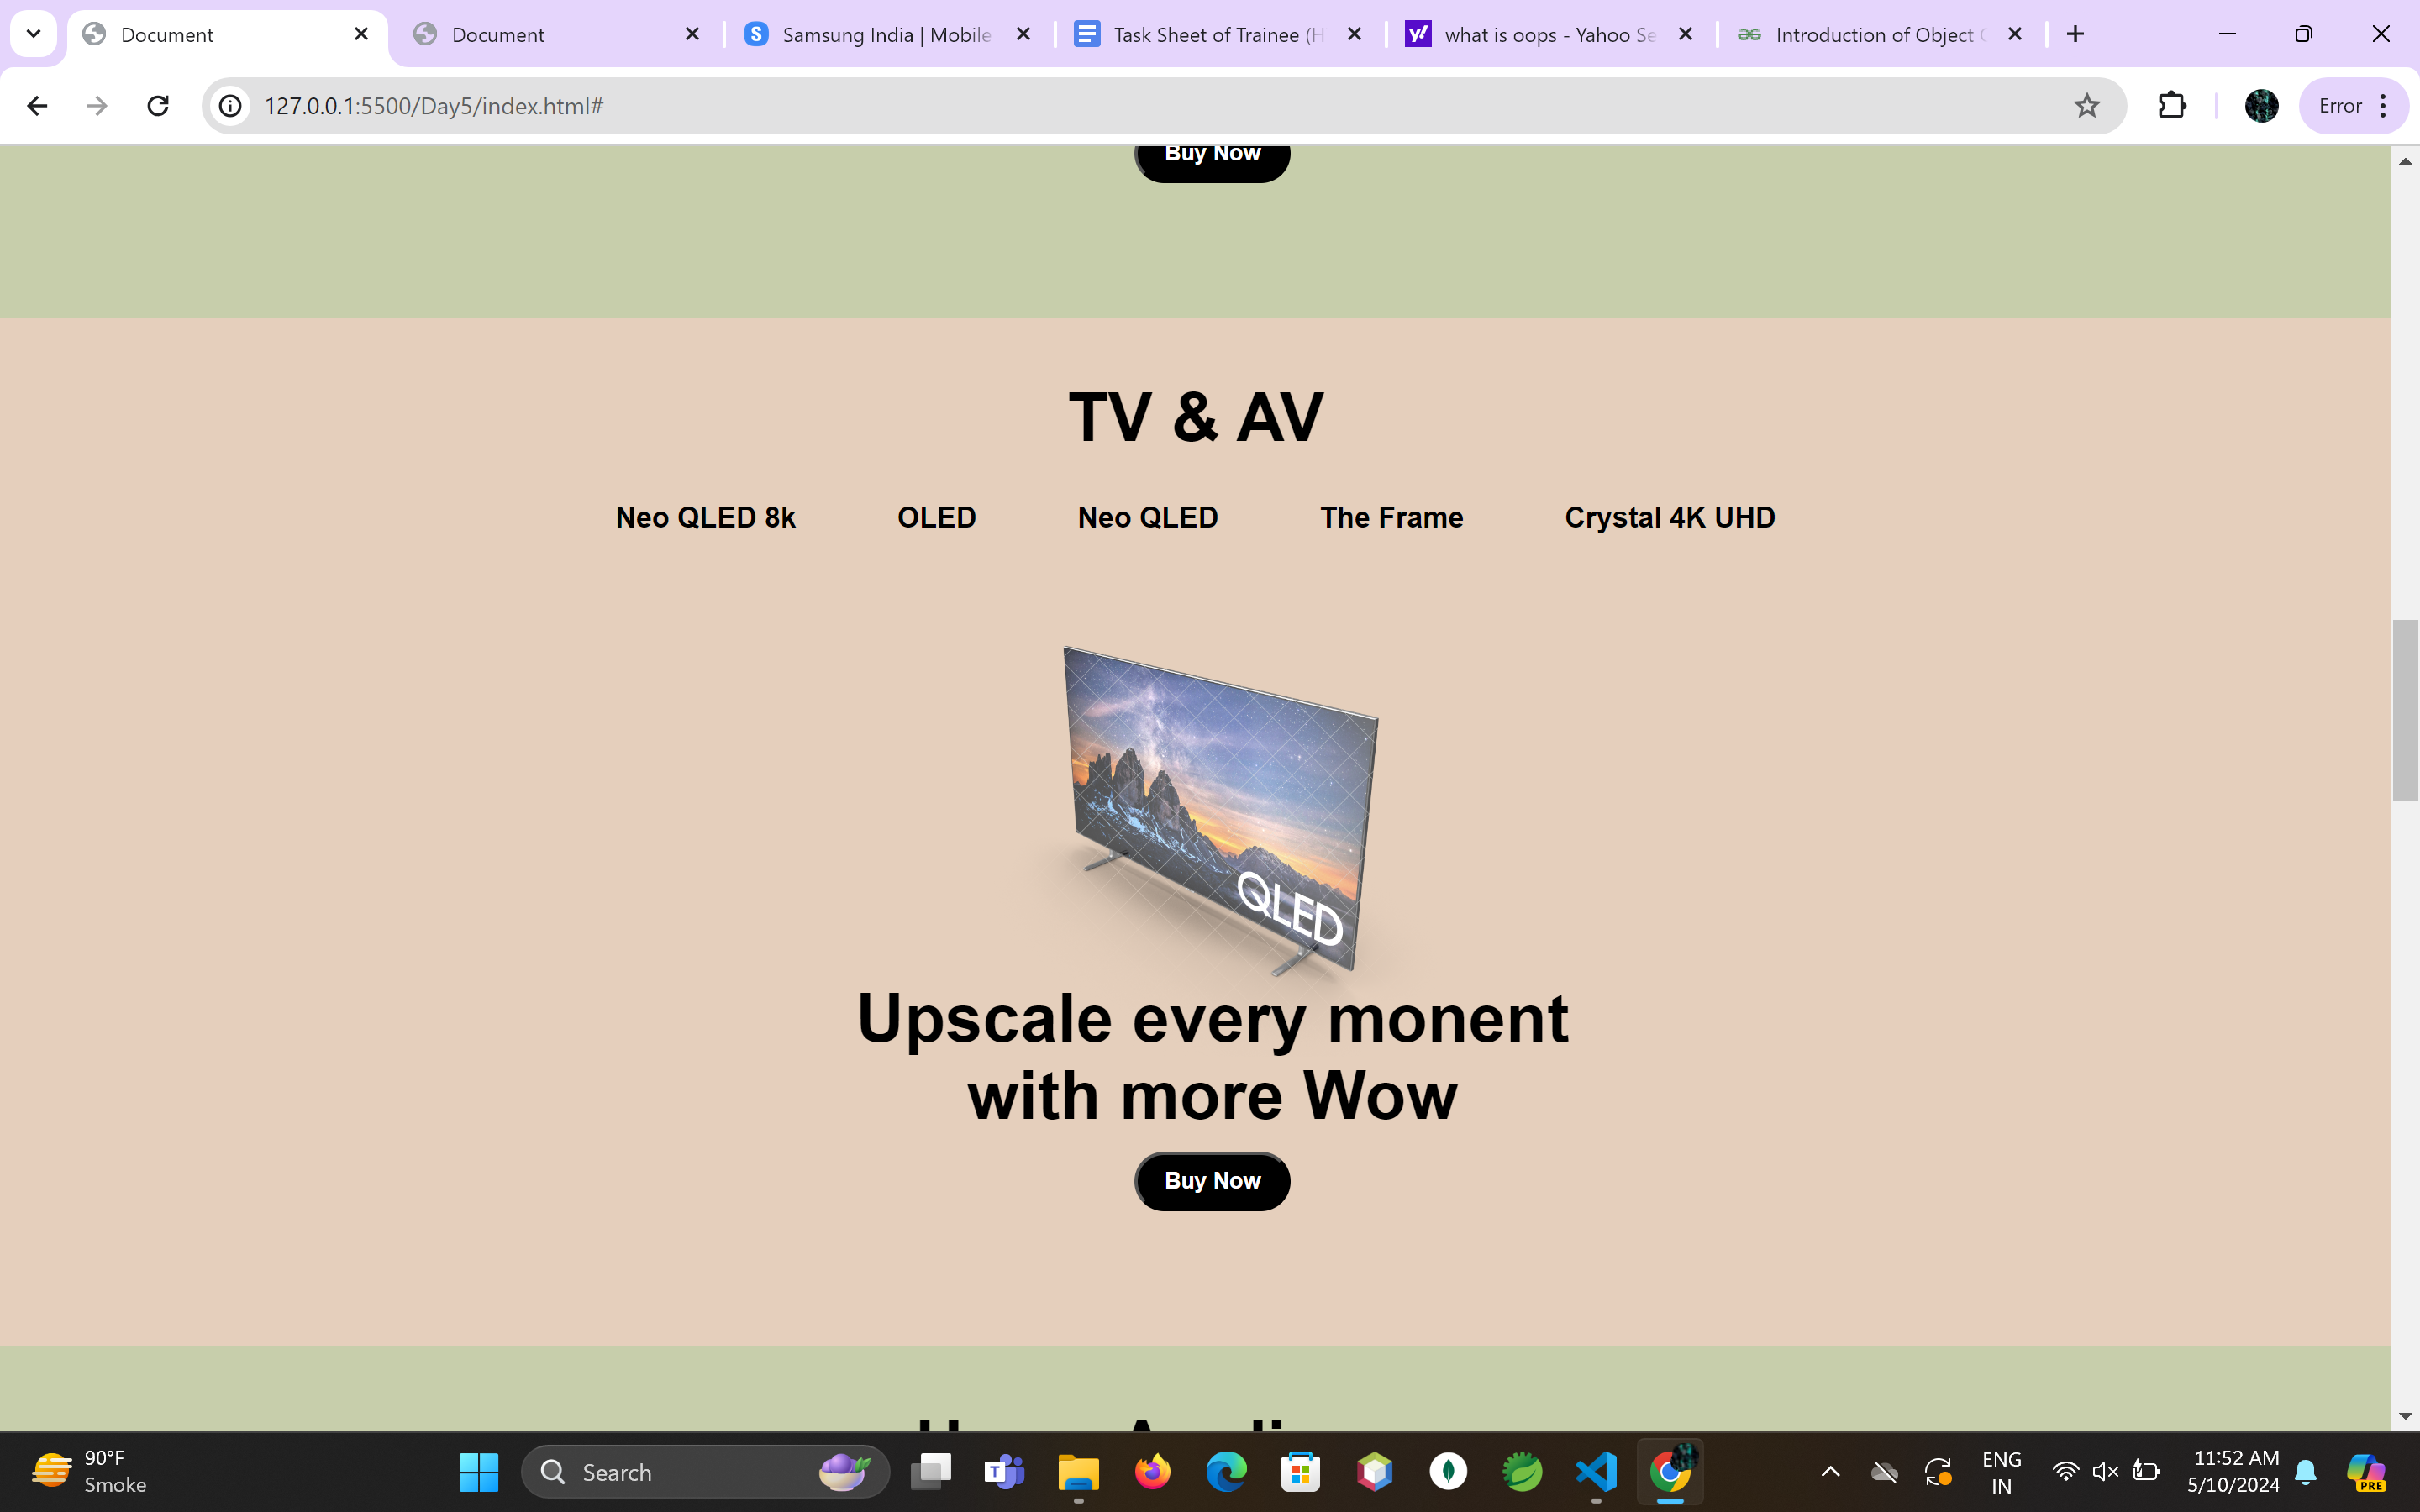 Document
Document
Samsung India | Mobile
Task Sheet of Trainee (H
what is oops - Yahoo Se
Introduction of Object
127.0.0.1:5500/Day5/index.html#
Error
Buy Now
TV & AV
Neo QLED 8k
OLED
Neo QLED
The Frame
Crystal 4K UHD
QLED
Upscale every monent
with more Wow
Buy Now
90°F
Smoke
Search
ENG
IN
11:52 AM
5/10/2024
PRE